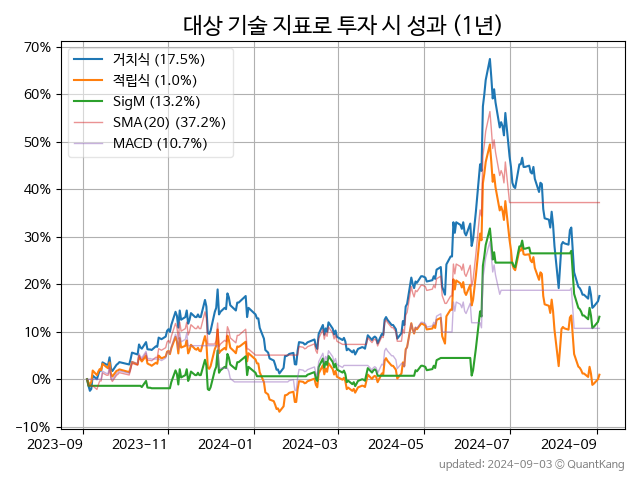 대상 기술 지표로 투자 시 성과 (1년)
70%
60%
50%
40%
30%
20%
10%
0%
−10%
거치식 (17.5%)
적립식 (1.0%)
SigM (13.2%)
SMA(20) (37.2%)
MACD (10.7%)
2023-09 2023-11 2024-01 2024-03 2024-05 2024-07 2024-09
updated: 2024-09-03 © QuantKang